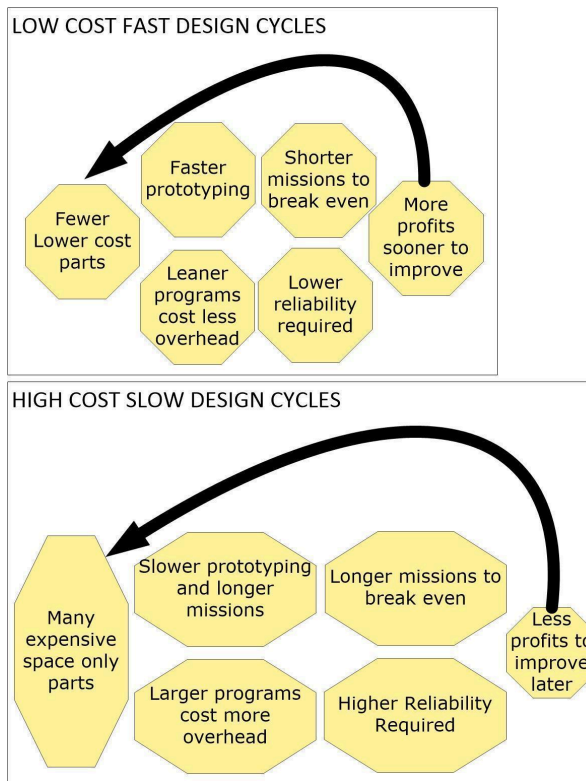 LOW COST FAST DESIGN CYCLES
Fewer
Lower cost
parts
Faster
prototyping
Leaner
programs
cost less
overhead
Shorter
missions to
break even
Lower
reliability
required
More
profits
sooner to
improve
HIGH COST SLOW DESIGN CYCLES
Many
expensive
space only
parts
Slower prototyping
and longer
missions
Larger programs
cost more
overhead
Longer missions to
break even
Higher Reliability
Required
Less
profits to
improve
later